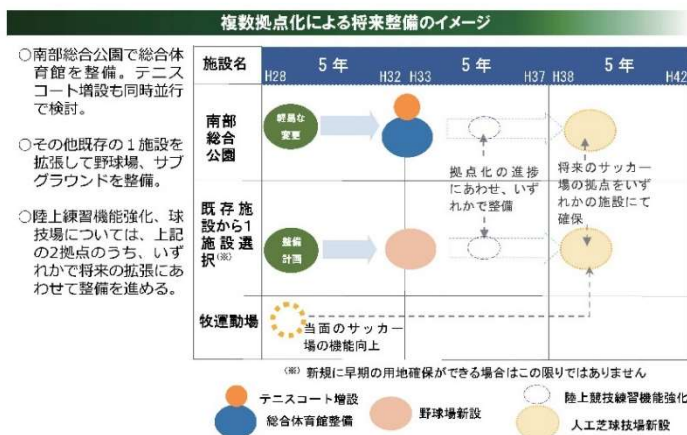 複数拠点化による将来整備のイメージ
○南部総合公園で総合体
育館を整備。テニス
コート増設も同時並行
で検討。
○その他既存の１施設を
拡張して野球場、サブ
グラウンドを整備。
○陸上練習機能強化、球
技場については、上記
の2拠点のうち、いず
れかで将来の拡張にあ
わせて整備を進める。
施設名
5年
5年
5年
H28
H32
H33
H37
H38
H42
南部
総合
公園
軽易な
変更
拠点化の進捗
にあわせ、いず
れかで整備
将来のサッカー
場の拠点をいず
れかの施設にて
確保
既存施
設から1
施設選
択(※)
整備
計画
牧運動場
当面のサッカー
場の機能向上
(※) 新規に早期の用地確保ができる場合はこの限りではありません
テニスコート増設
総合体育館整備
野球場新設
陸上競技練習機能強化
人工芝球技場新設